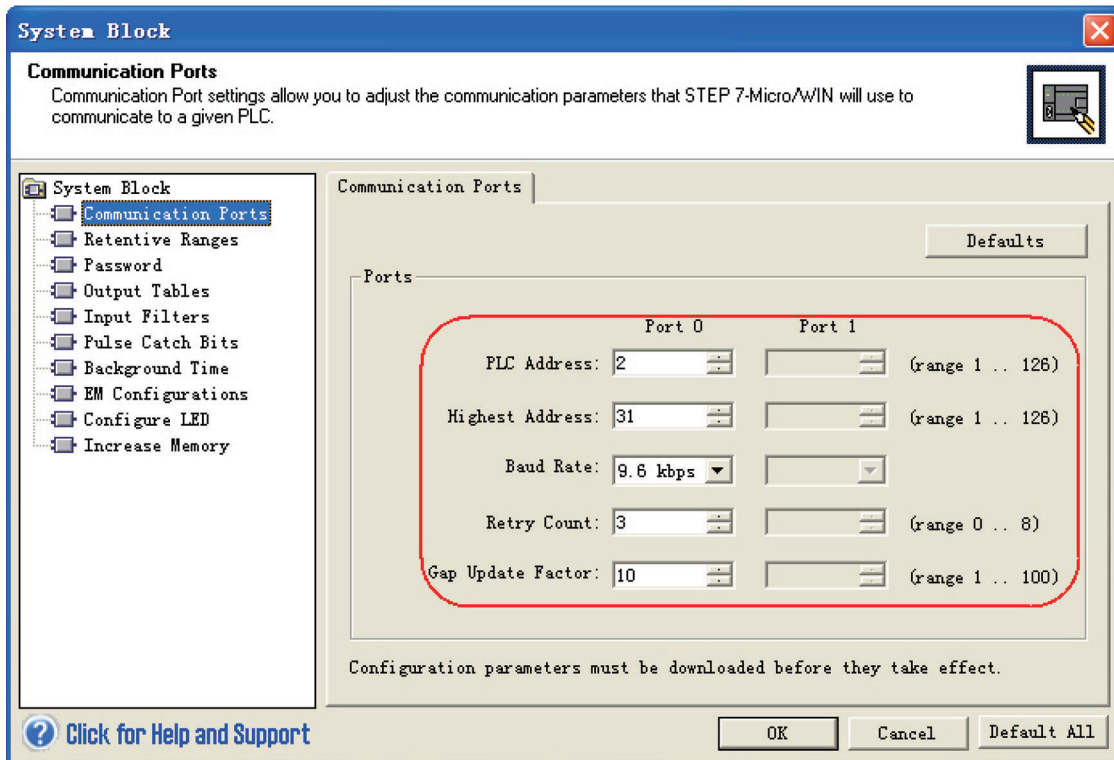 System Block
Communication Ports
Communication Port settings allow you to adjust the communication parameters that STEP 7-Micro/WIN will use to
communicate to a given PLC.
System Block
Communication Ports
Retentive Ranges
Password
Output Tables
Input Filters
Pulse Catch Bits
Background Time
EM Configurations
Configure LED
Increase Memory
Communication Ports
Defaults
Ports
Port 0 Port 1
PLC Address: 2 (range 1 .. 126)
Highest Address: 31 (range 1 .. 126)
Baud Rate: 9.6 kbps
Retry Count: 3 (range 0 .. 8)
Gap Update Factor: 10 (range 1 .. 100)
Configuration parameters must be downloaded before they take effect.
Click for Help and Support
OK Cancel Default All